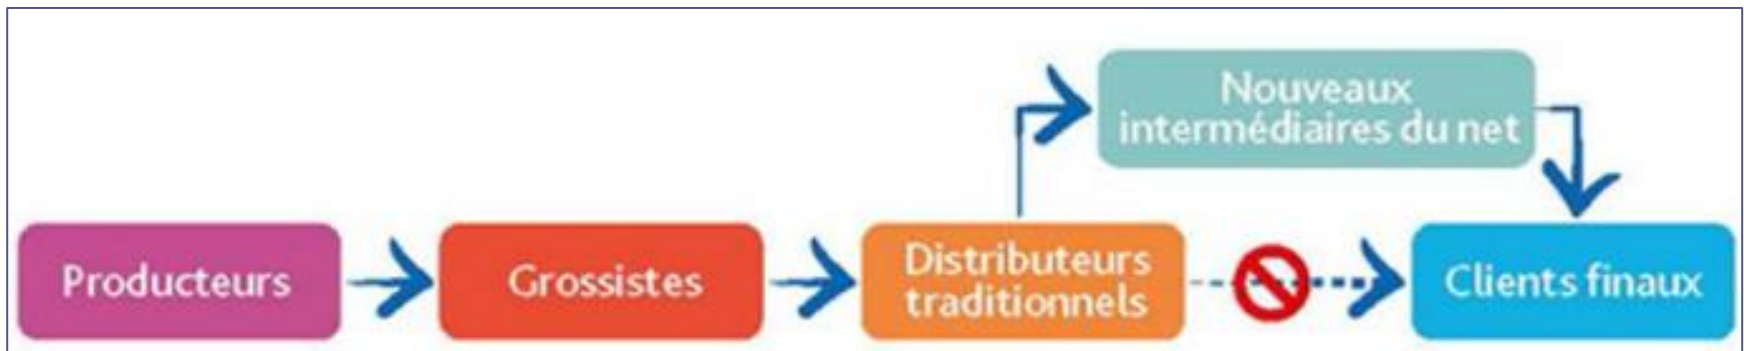 Nouveaux
intermédiaires du net
Producteurs
Grossistes
Distributeurs
traditionnels
Clients finaux